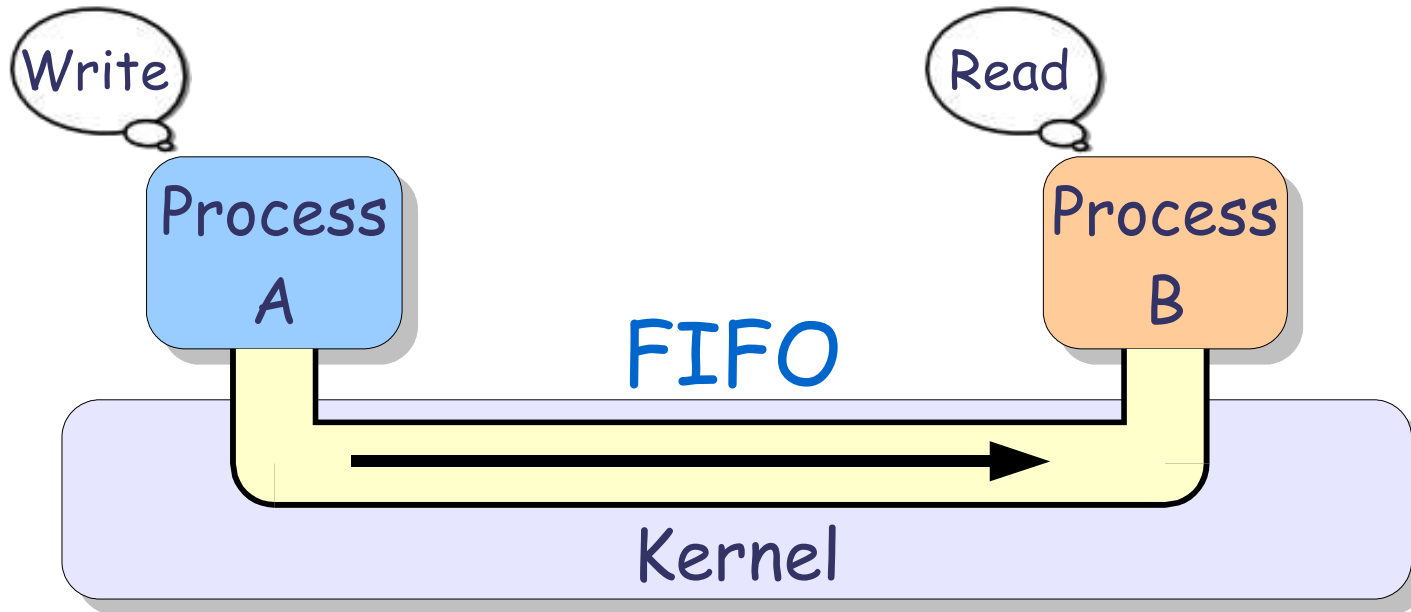 Write
Read
Process
A
Process
B
FIFO
Kernel